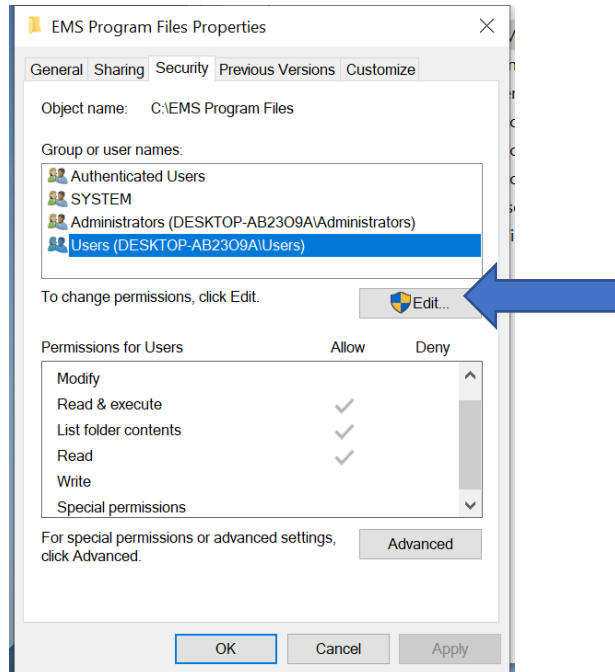 EMS Program Files Properties
General Sharing Security Previous Versions Customize
Object name: C:\EMS Program Files
Group or user names:
Authenticated Users
SYSTEM
Administrators (DESKTOP-AB23O9A\Administrators)
Users (DESKTOP-AB23O9A\Users)
To change permissions, click Edit.
Edit...
Permissions for Users Allow Deny
Modify
Read & execute
List folder contents
Read
Write
Special permissions
For special permissions or advanced settings,
click Advanced.
Advanced
OK Cancel Apply